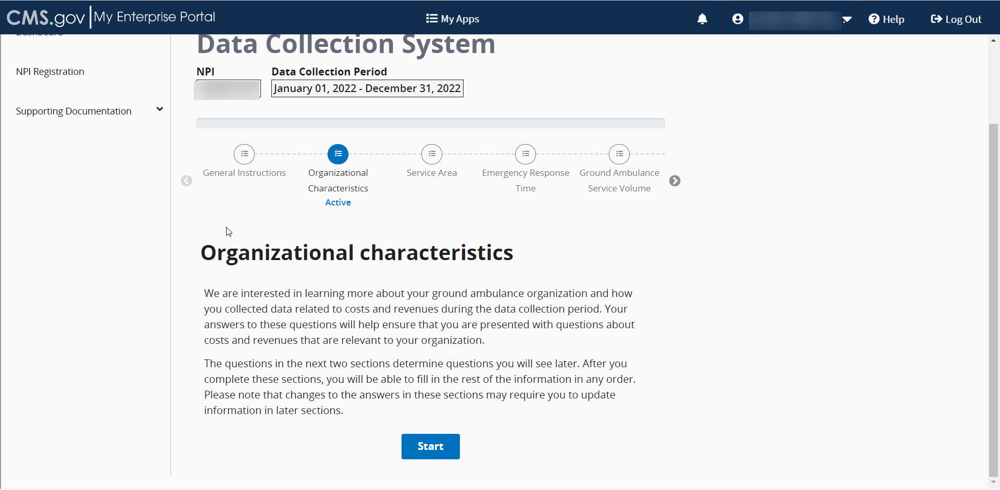 CMS.gov My Enterprise Portal
My Apps
Help
Log Out
NPI Registration
Supporting Documentation
Data Collection System
NPI
Data Collection Period
January 01, 2022 - December 31, 2022
General Instructions
Organizational
Characteristics
Active
Service Area
Emergency Response
Time
Ground Ambulance
Service Volume
Organizational characteristics
We are interested in learning more about your ground ambulance organization and how
you collected data related to costs and revenues during the data collection period. Your
answers to these questions will help ensure that you are presented with questions about
costs and revenues that are relevant to your organization.
The questions in the next two sections determine questions you will see later. After you
complete these sections, you will be able to fill in the rest of the information in any order.
Please note that changes to the answers in these sections may require you to update
information in later sections.
Start